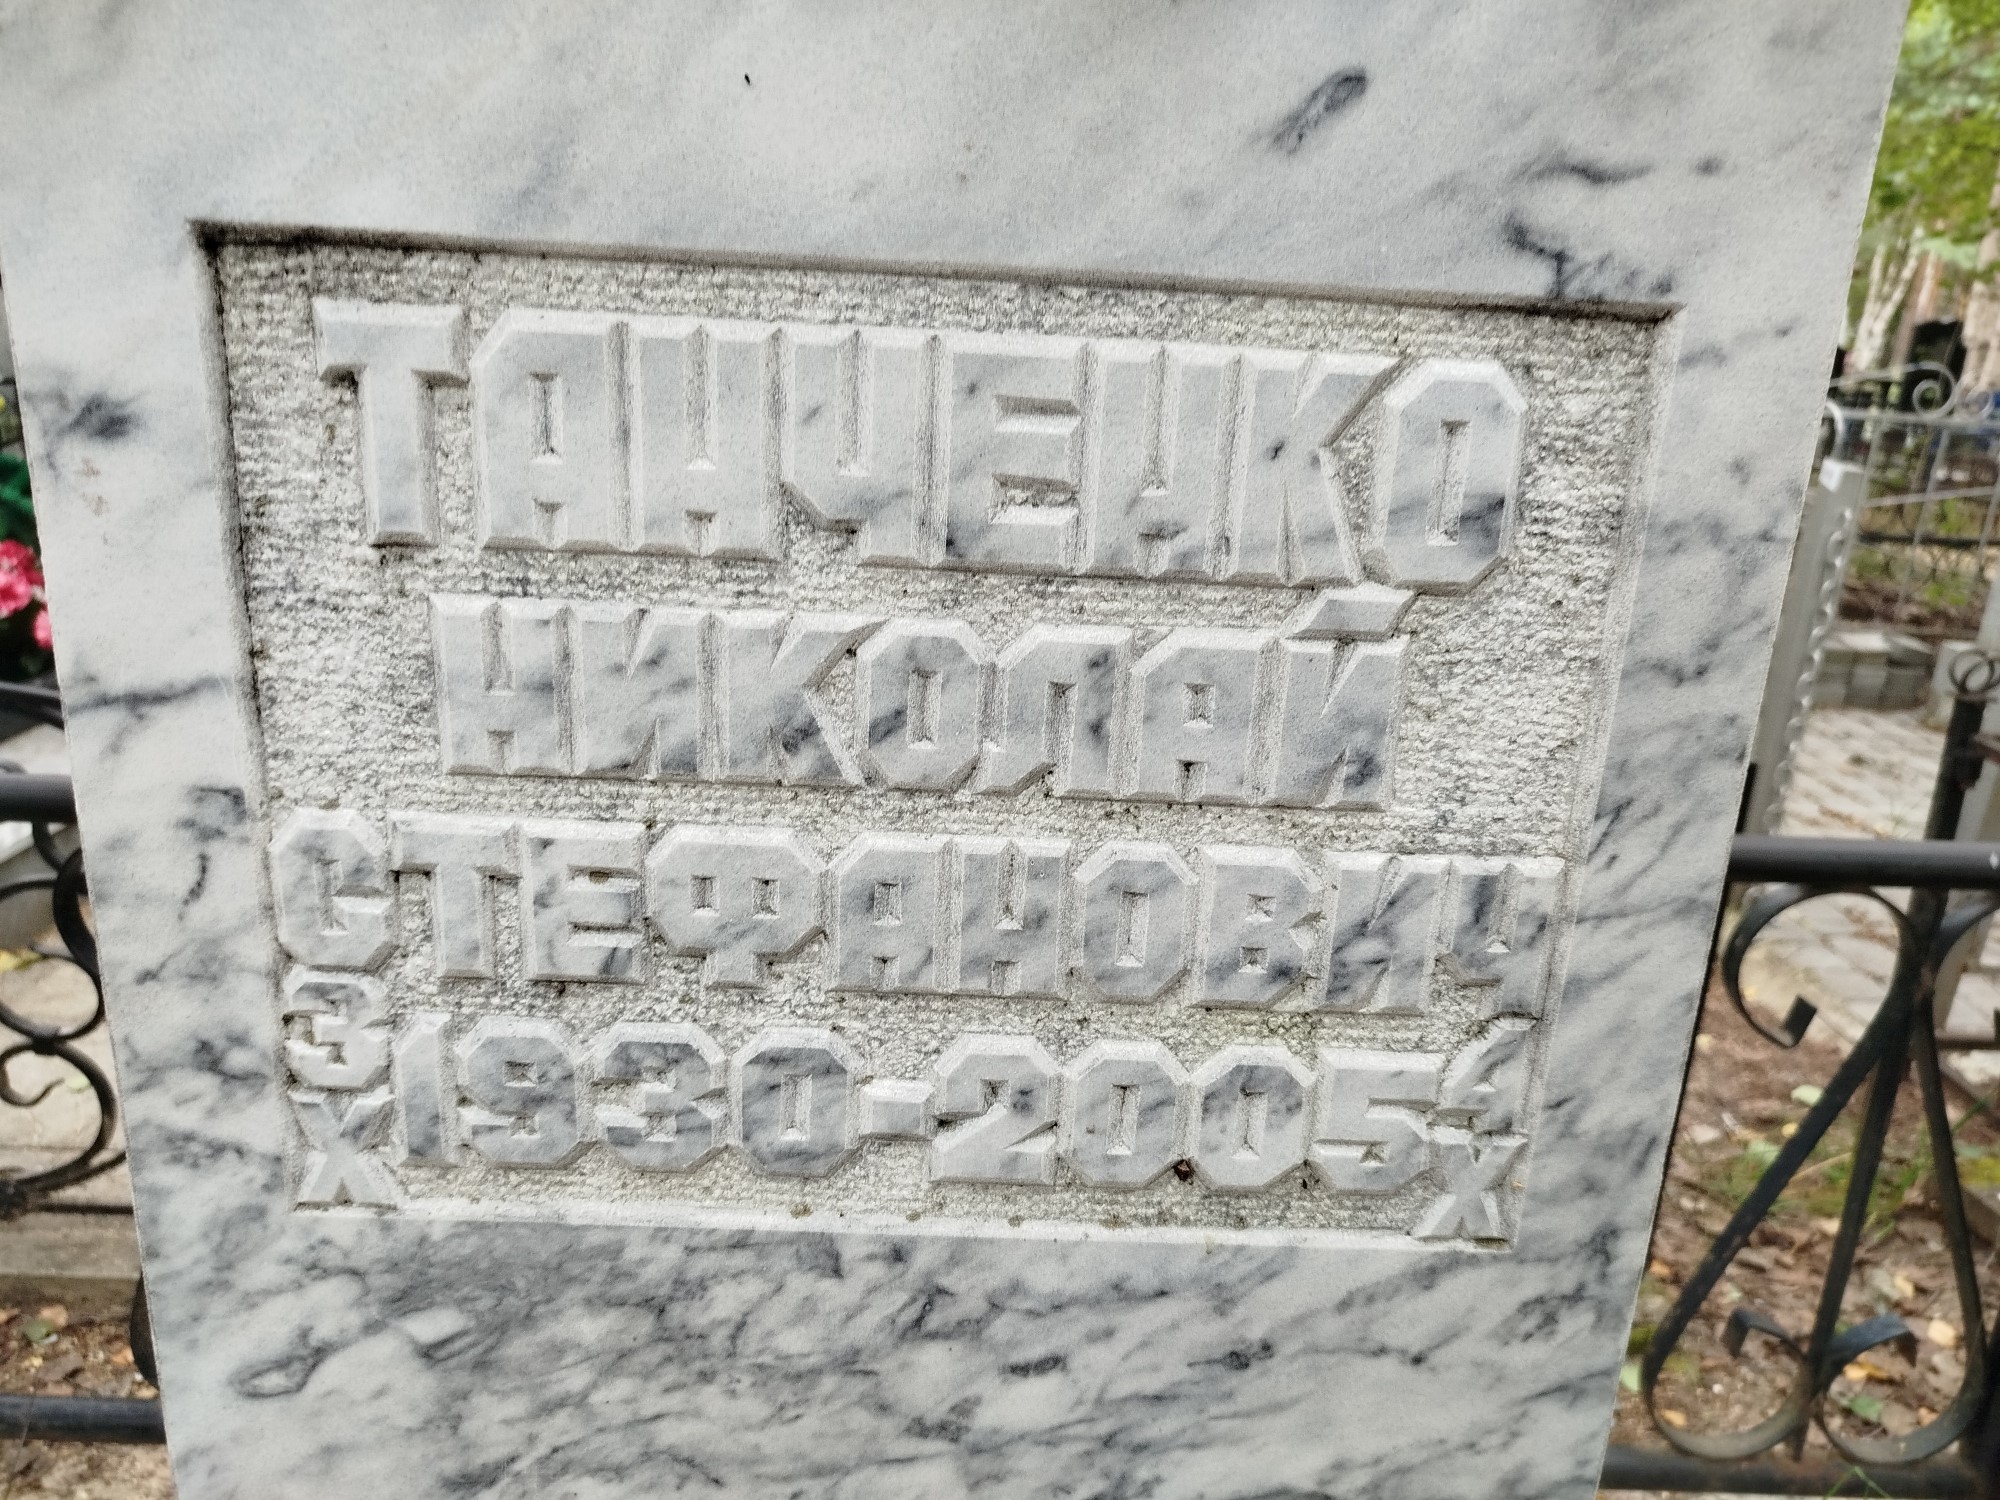 ТАНЧЕНКО
НИКОЛАЙ
СТЕФАНОВИЧ
3 1930-2005 4
X X